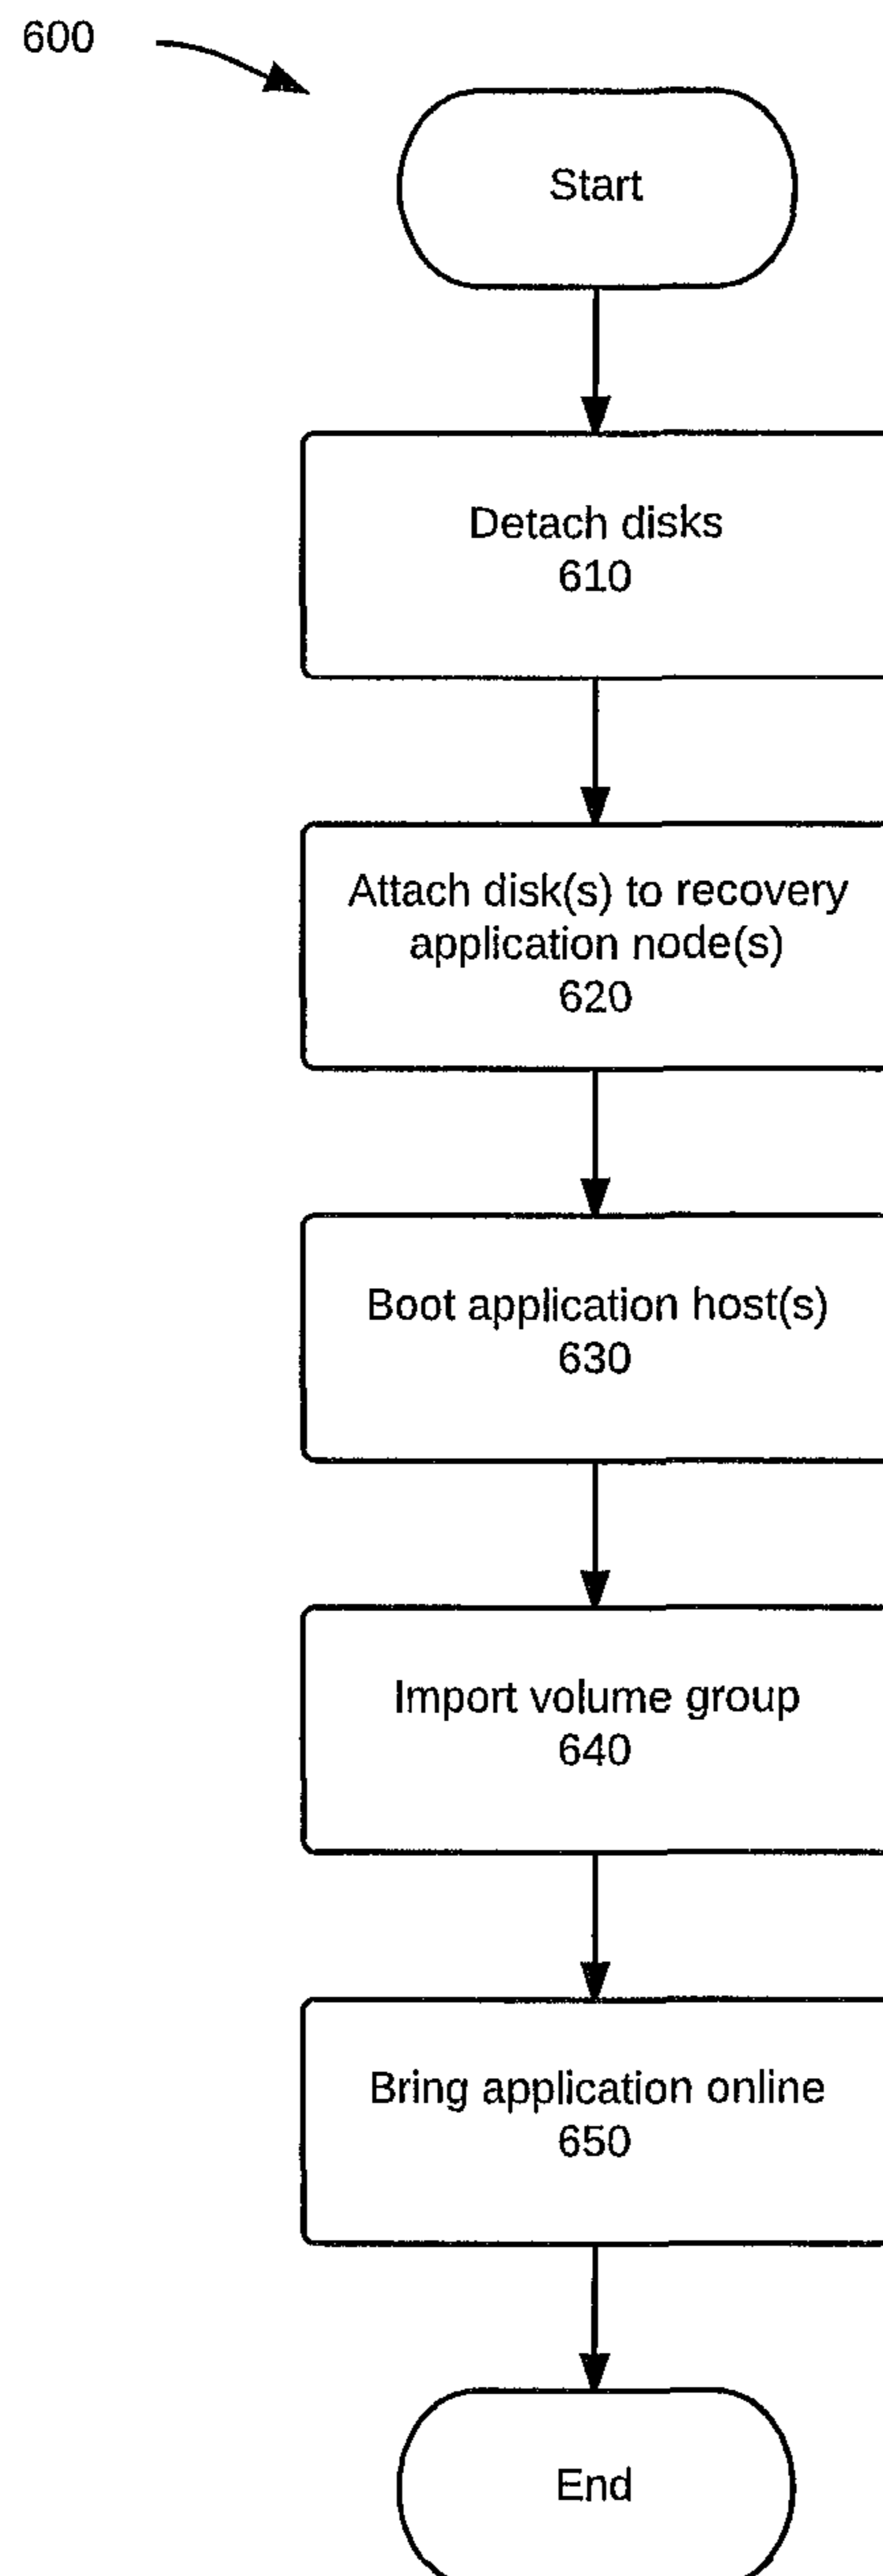 600
Start
Detach disks
610
Attach disk(s) to recovery
application node(s)
620
Boot application host(s)
630
Import volume group
640
Bring application online
650
End